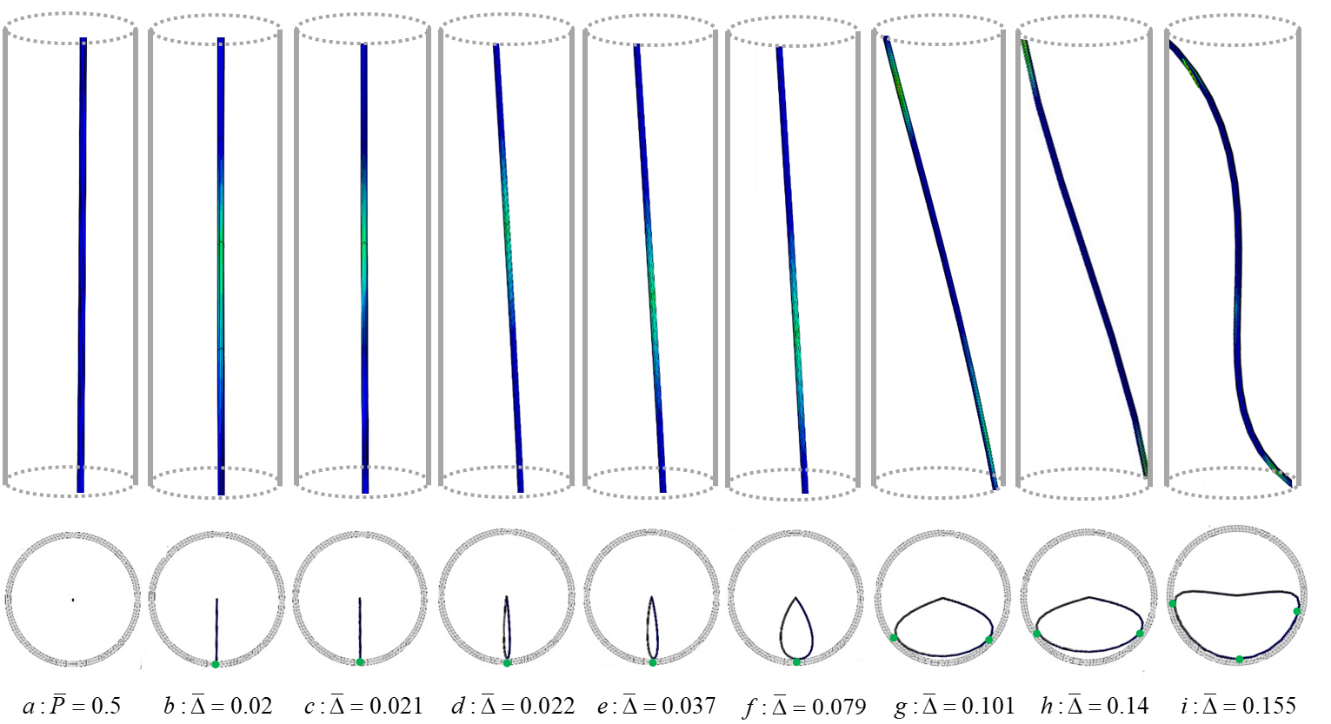 a : P̅ = 0.5 b : Δ̅ = 0.02 c : Δ̅ = 0.021 d : Δ̅ = 0.022 e : Δ̅ = 0.037 f : Δ̅ = 0.079 g : Δ̅ = 0.101 h : Δ̅ = 0.14 i : Δ̅ = 0.155